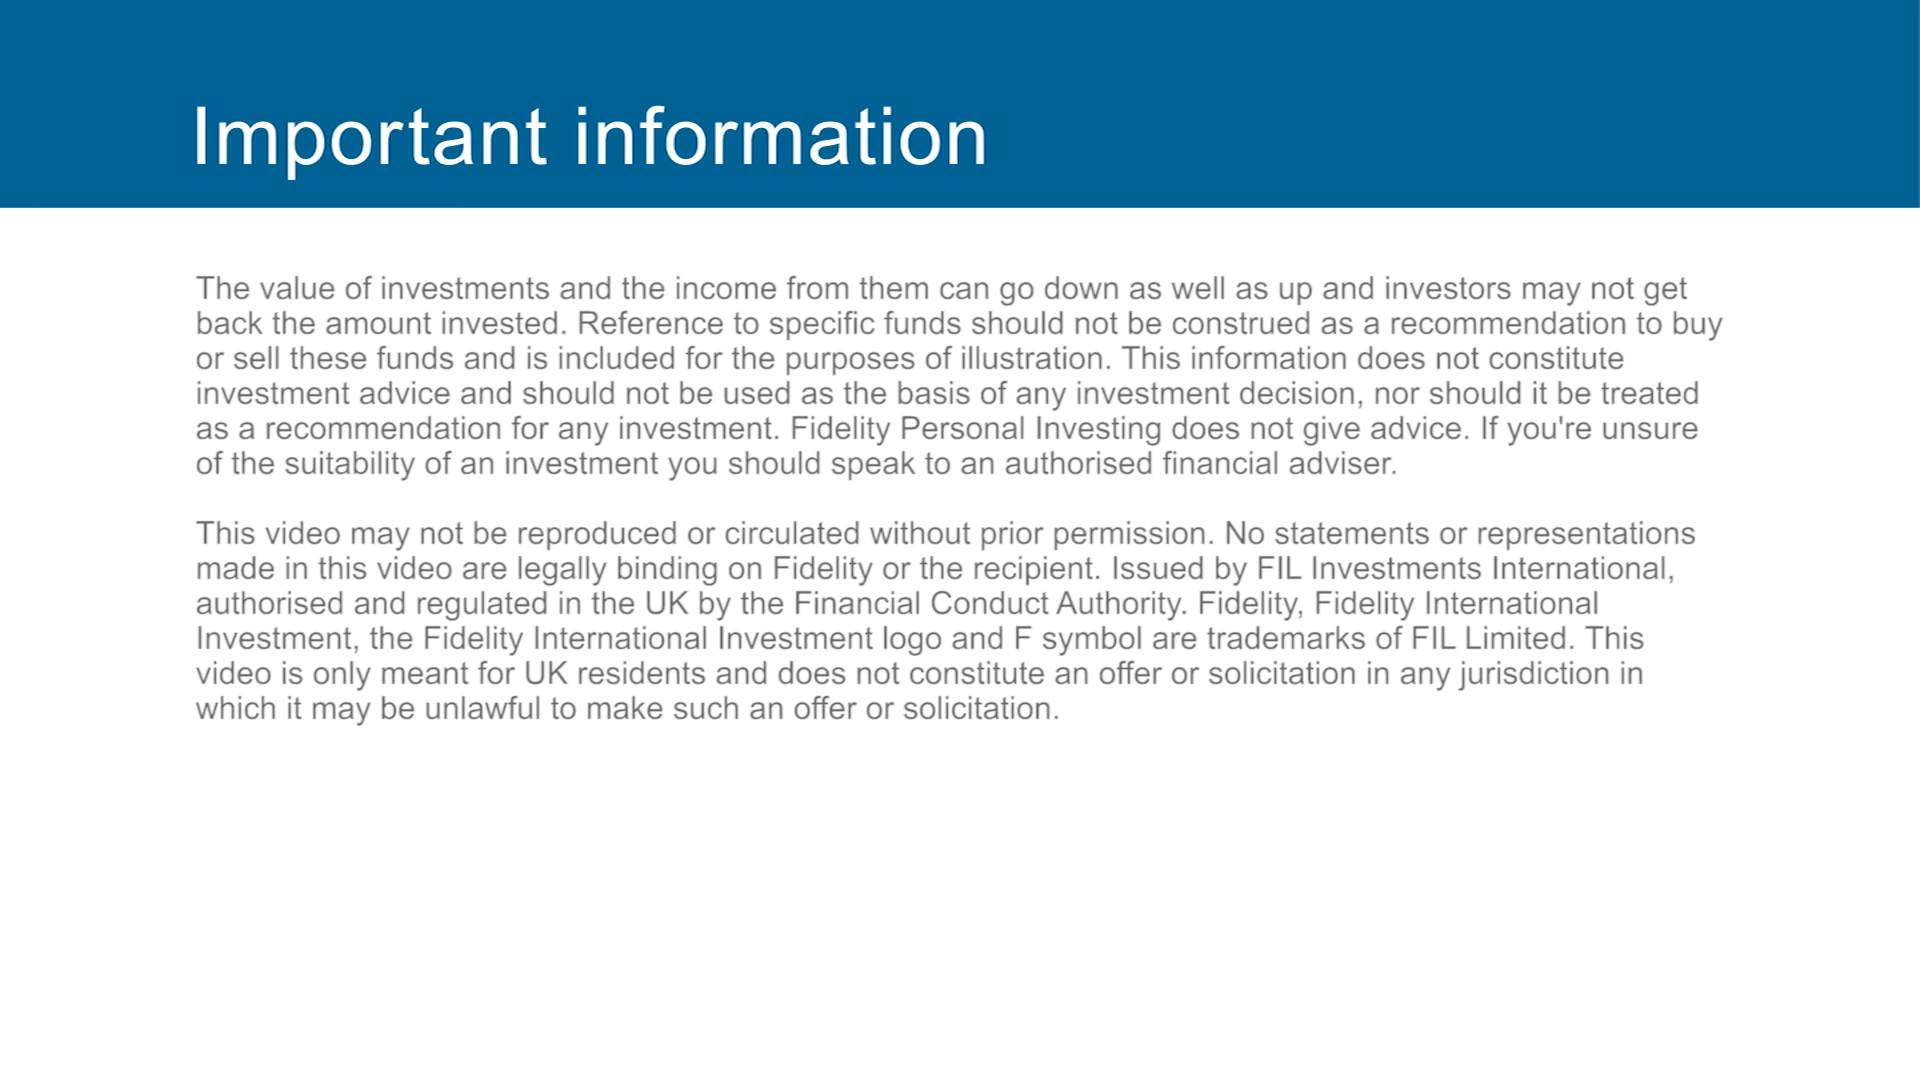 Important information
The value of investments and the income from them can go down as well as up and investors may not get
back the amount invested. Reference to specific funds should not be construed as a recommendation to buy
or sell these funds and is included for the purposes of illustration. This information does not constitute
investment advice and should not be used as the basis of any investment decision, nor should it be treated
as a recommendation for any investment. Fidelity Personal Investing does not give advice. If you're unsure
of the suitability of an investment you should speak to an authorised financial adviser.
This video may not be reproduced or circulated without prior permission. No statements or representations
made in this video are legally binding on Fidelity or the recipient. Issued by FIL Investments International,
authorised and regulated in the UK by the Financial Conduct Authority. Fidelity, Fidelity International
Investment, the Fidelity International Investment logo and F symbol are trademarks of FIL Limited. This
video is only meant for UK residents and does not constitute an offer or solicitation in any jurisdiction in
which it may be unlawful to make such an offer or solicitation.